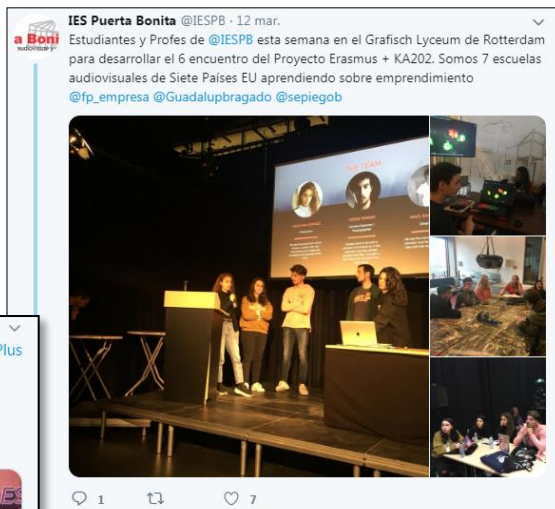 IES Puerta Bonita @IESPB · 12 mar.
a Boni
Estudiantes y Profes de @IESPB esta semana en el Grafisch Lyceum de Rotterdam
para desarrollar el 6 encuentro del Proyecto Erasmus + KA202. Somos 7 escuelas
audiovisuales de Siete Países EU aprendiendo sobre emprendimiento
@fp_empresa @Guadalupbragado @sepiegob
THE TEAM
Plus
ES
1
7